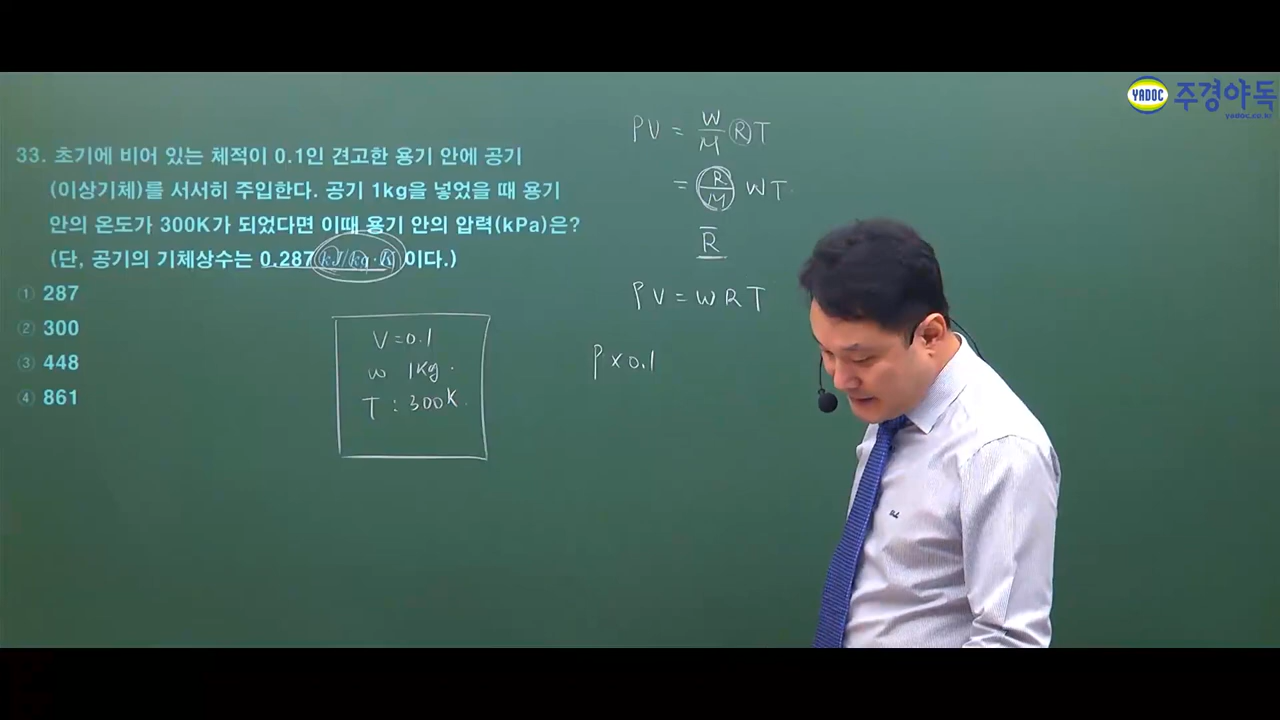 YADOC 주경야독
yadoc.co.kr
33. 초기에 비어 있는 체적이 0.1인 견고한 용기 안에 공기
(이상기체)를 서서히 주입한다. 공기 1kg을 넣었을 때 용기
안의 온도가 300K가 되었다면 이때 용기 안의 압력(kPa)은?
(단, 공기의 기체상수는 0.287 kJ/kg·K 이다.)
① 287
② 300
③ 448
④ 861
V=0.1
w 1Kg.
T : 300K.
PV = W/M R T
= R/M WT
R̅
PV = WRT
P×0.1